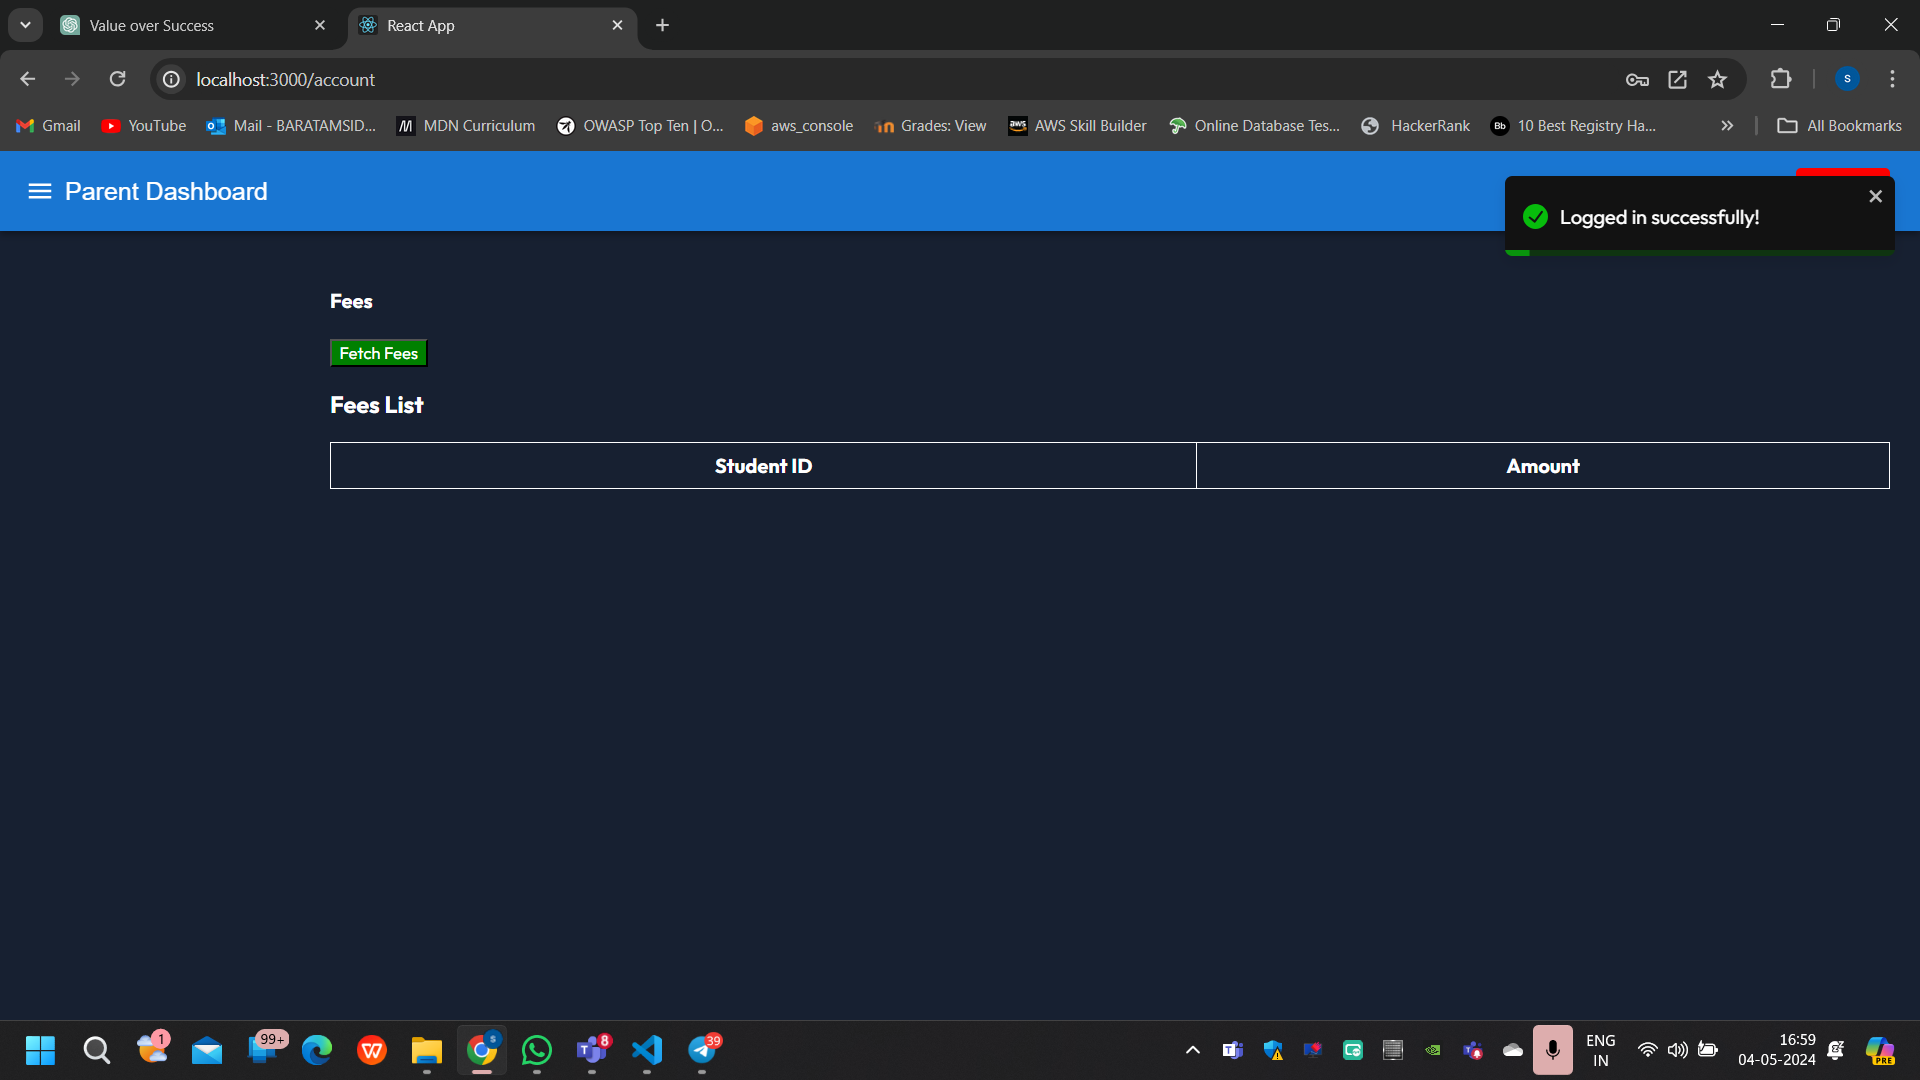 Value over Success
React App
localhost:3000/account
S
Gmail
YouTube
Mail - BARATAMSID...
MDN Curriculum
OWASP Top Ten | O...
aws_console
Grades: View
AWS Skill Builder
Online Database Tes...
HackerRank
Bb
10 Best Registry Ha...
All Bookmarks
Parent Dashboard
Logged in successfully!
Fees
Fetch Fees
Fees List
Student ID
Amount
1
99+
8
39
ENG
IN
16:59
04-05-2024
PRE